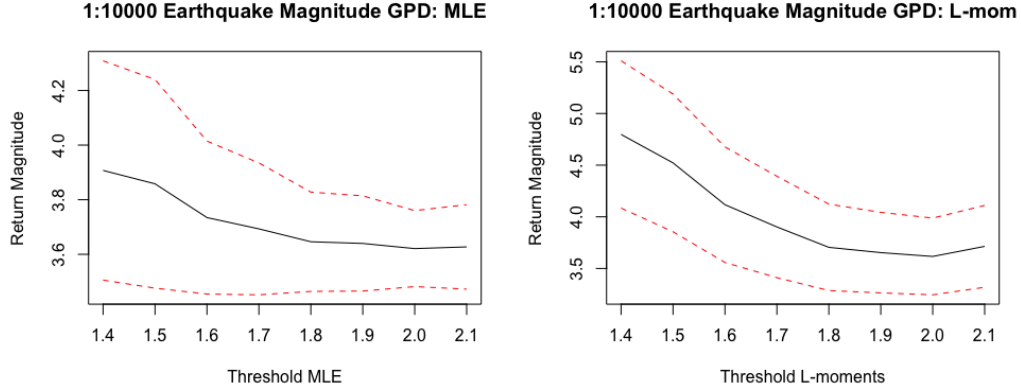 1:10000 Earthquake Magnitude GPD: MLE
Return Magnitude
4.2
4.0
3.8
3.6
1.4 1.5 1.6 1.7 1.8 1.9 2.0 2.1
Threshold MLE
1:10000 Earthquake Magnitude GPD: L-mom
Return Magnitude
5.5
5.0
4.5
4.0
3.5
1.4 1.5 1.6 1.7 1.8 1.9 2.0 2.1
Threshold L-moments